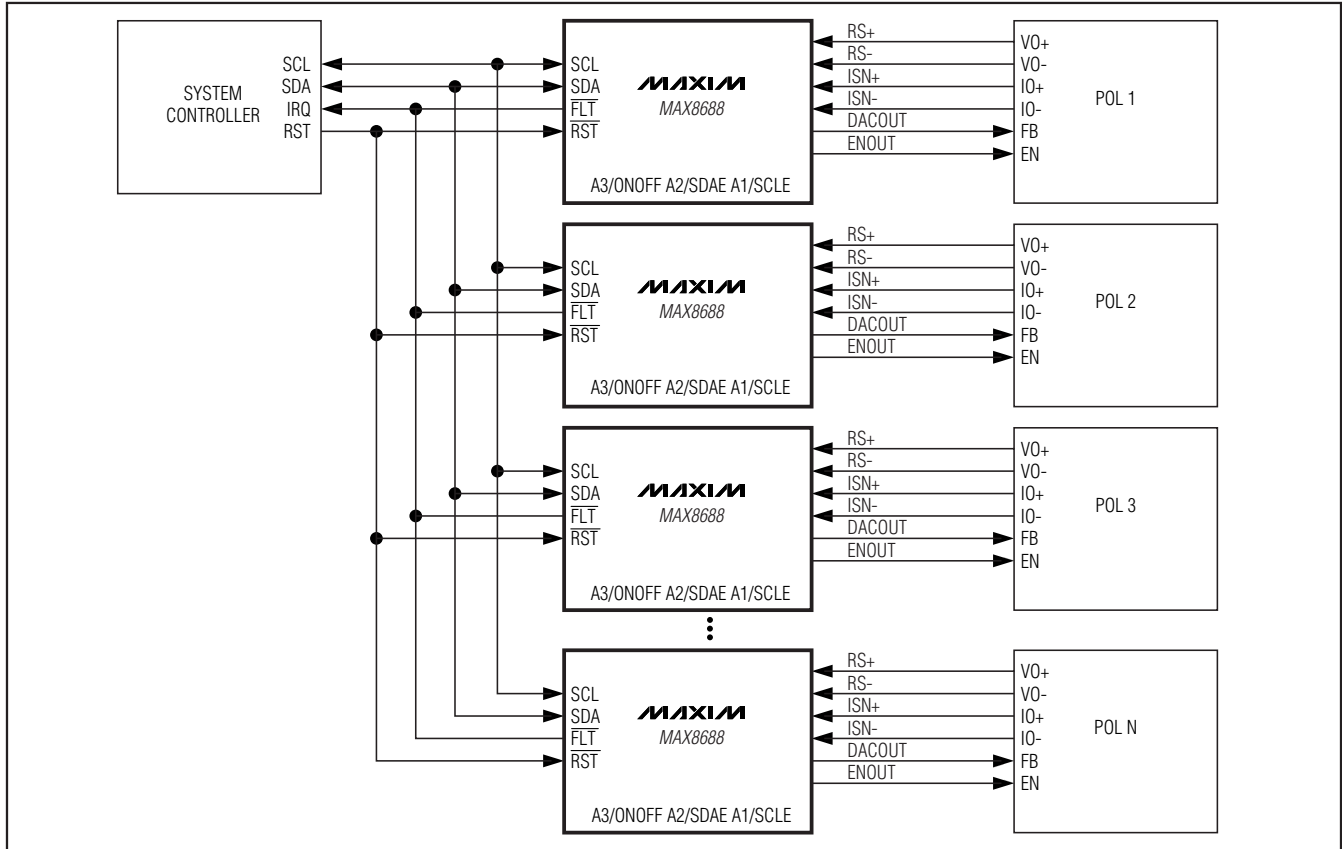 SYSTEM
CONTROLLER
SCL
SDA
IRQ
RST
SCL
SDA
FLT
RST
MAXIM
MAX8688
A3/ONOFF A2/SDAE A1/SCLE
RS+
RS-
ISN+
ISN-
DACOUT
ENOUT
VO+
VO-
IO+
IO-
FB
EN
POL 1
SCL
SDA
FLT
RST
MAXIM
MAX8688
A3/ONOFF A2/SDAE A1/SCLE
RS+
RS-
ISN+
ISN-
DACOUT
ENOUT
VO+
VO-
IO+
IO-
FB
EN
POL 2
SCL
SDA
FLT
RST
MAXIM
MAX8688
A3/ONOFF A2/SDAE A1/SCLE
RS+
RS-
ISN+
ISN-
DACOUT
ENOUT
VO+
VO-
IO+
IO-
FB
EN
POL 3
SCL
SDA
FLT
RST
MAXIM
MAX8688
A3/ONOFF A2/SDAE A1/SCLE
RS+
RS-
ISN+
ISN-
DACOUT
ENOUT
VO+
VO-
IO+
IO-
FB
EN
POL N